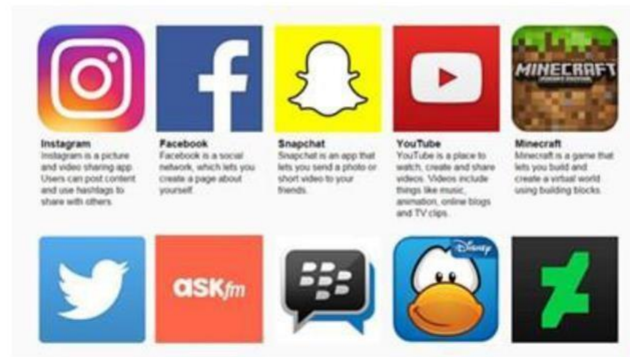 MINECRAFT
Instagram
Instagram is a picture
and video sharing app.
Users can post content
and use hashtags to
share with others.
Facebook
Facebook is a social
network, which lets you
create a page about
yourself.
Snapchat
Snapchat is an app that
lets you send a photo or
short video to your
friends.
YouTube
YouTube is a place to
watch, create and share
videos. Videos include
things like music,
animation, online blogs
and TV clips.
Minecraft
Minecraft is a game that
lets you build and
create a virtual world
using building blocks.
askfm
Disney